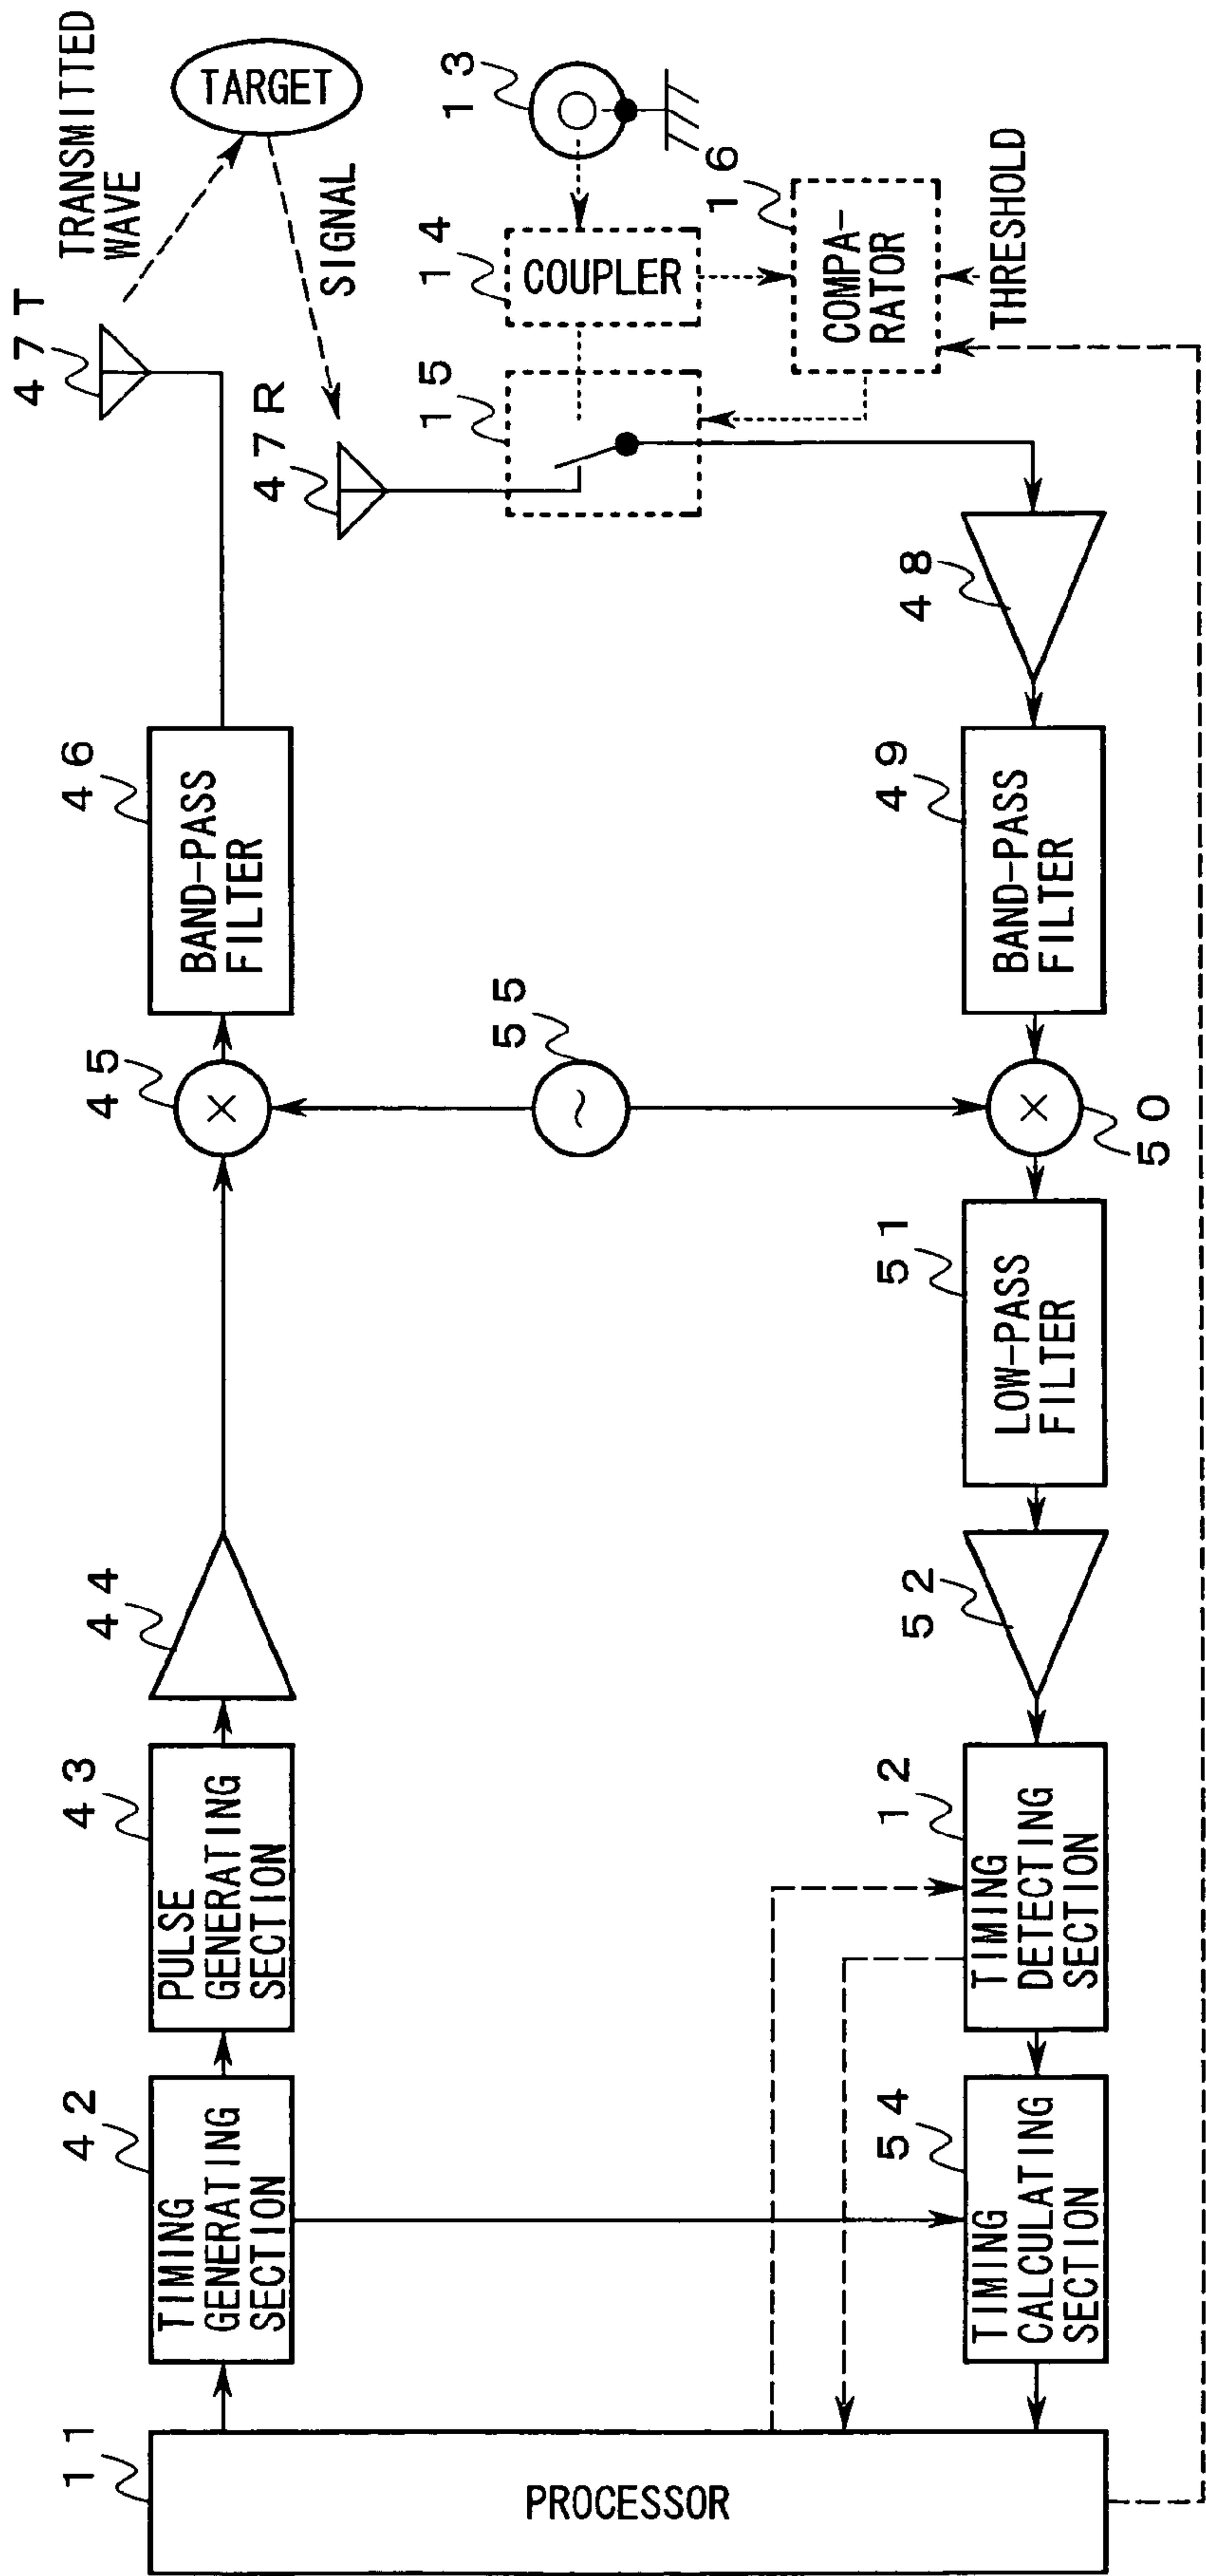 11
PROCESSOR
42
TIMING
GENERATING
SECTION
43
PULSE
GENERATING
SECTION
44
45
×
46
BAND-PASS
FILTER
47T
TRANSMITTED
WAVE
TARGET
SIGNAL
47R
55
~
13
14
COUPLER
15
16
COMPA-
RATOR
THRESHOLD
48
49
BAND-PASS
FILTER
×
50
51
LOW-PASS
FILTER
52
12
TIMING
DETECTING
SECTION
54
TIMING
CALCULATING
SECTION